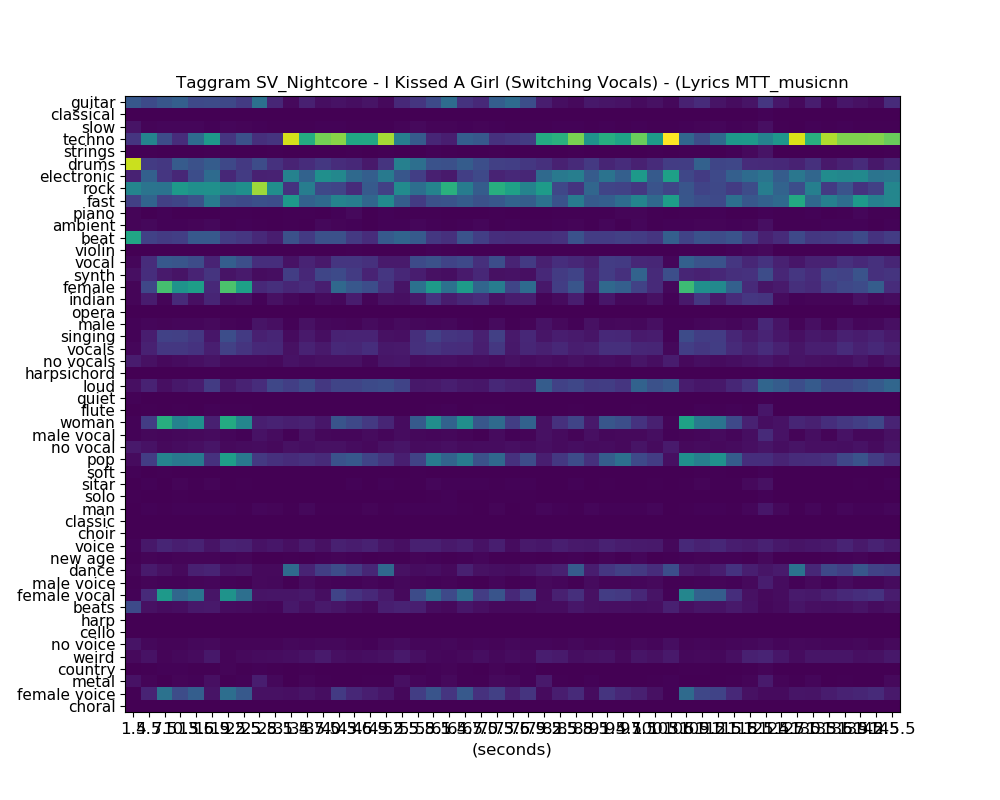 Taggram SV_Nightcore - I Kissed A Girl (Switching Vocals) - (Lyrics MTT_musicnn
guitar
classical
slow
techno
strings
drums
electronic
rock
fast
piano
ambient
beat
violin
vocal
synth
female
indian
opera
male
singing
vocals
no vocals
harpsichord
loud
quiet
flute
woman
male vocal
no vocal
pop
soft
sitar
solo
man
classic
choir
voice
new age
dance
male voice
female vocal
beats
harp
cello
no voice
weird
country
metal
female voice
choral
(seconds)